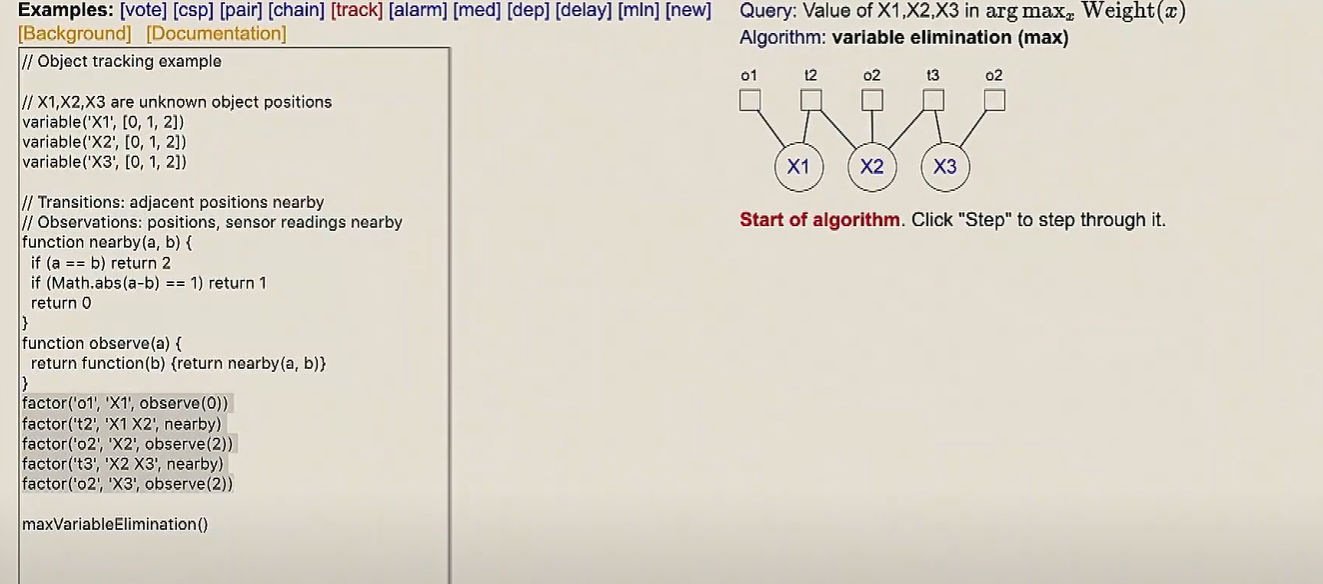 Examples: [vote] [csp] [pair] [chain] [track] [alarm] [med] [dep] [delay] [mln] [new]
[Background] [Documentation]
// Object tracking example
// X1,X2,X3 are unknown object positions
variable('X1', [0, 1, 2])
variable('X2', [0, 1, 2])
variable('X3', [0, 1, 2])
// Transitions: adjacent positions nearby
// Observations: positions, sensor readings nearby
function nearby(a, b) {
if (a == b) return 2
if (Math.abs(a-b) == 1) return 1
return 0
}
function observe(a) {
return function(b) {return nearby(a, b)}
}
factor('o1', 'X1', observe(0))
factor('t2', 'X1 X2', nearby)
factor('o2', 'X2', observe(2))
factor('t3', 'X2 X3', nearby)
factor('o2', 'X3', observe(2))
maxVariableElimination()
Query: Value of X1,X2,X3 in arg maxₓ Weight(x)
Algorithm: variable elimination (max)
o1 t2 o2 t3 o2
X1 X2 X3
Start of algorithm. Click "Step" to step through it.